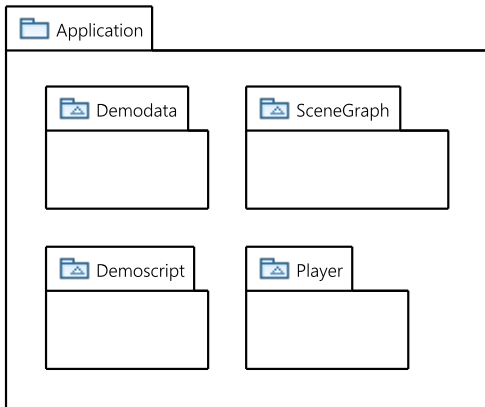 Application
Demodata
SceneGraph
Demoscript
Player